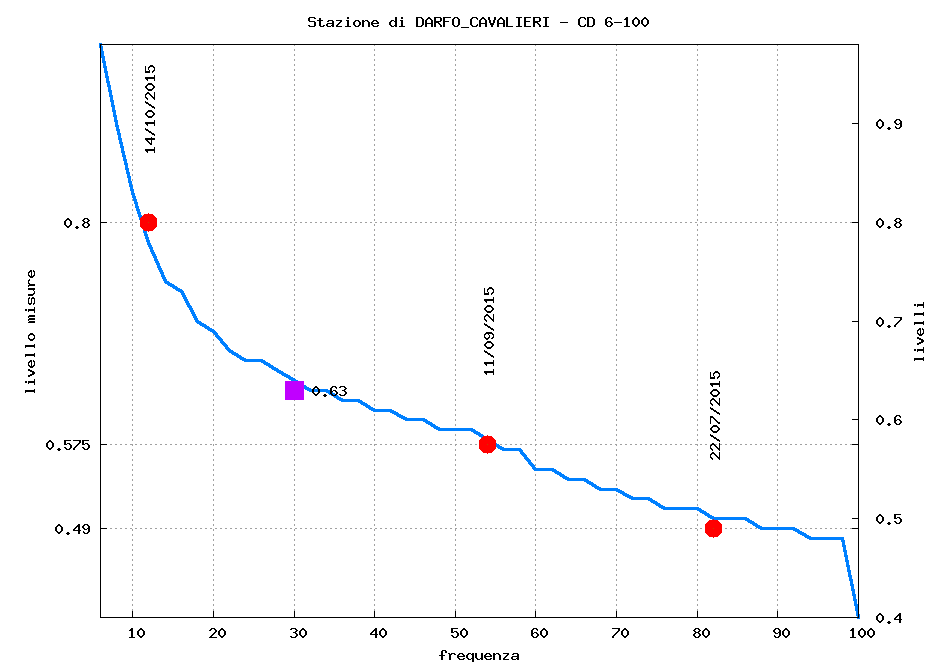 Stazione di DARFO_CAVALIERI - CD 6-100
14/10/2015
0.9
0.8
0.8
livello misure
11/09/2015
0.7
livelli
0.63
22/07/2015
0.6
0.575
0.49
0.5
0.4
10 20 30 40 50 60 70 80 90 100
frequenza